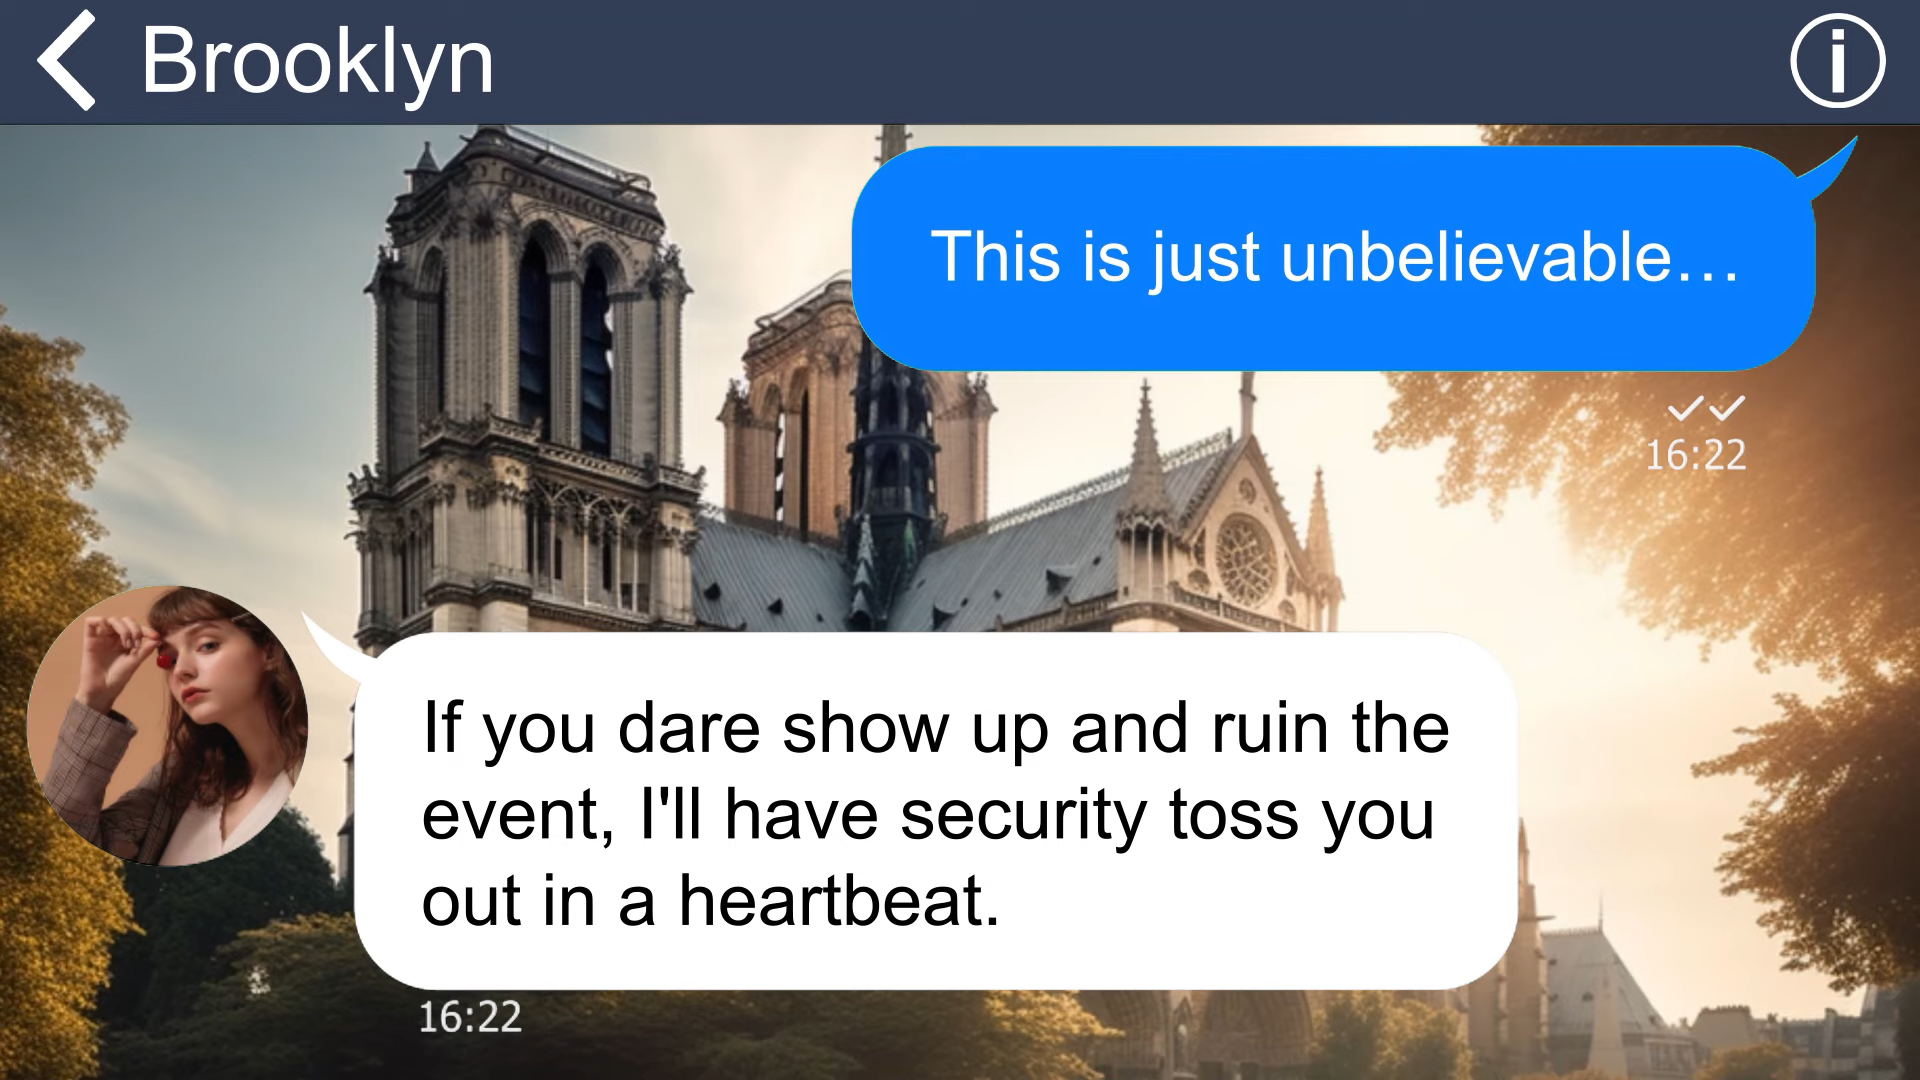 Brooklyn
This is just unbelievable…
16:22
If you dare show up and ruin the
event, I'll have security toss you
out in a heartbeat.
16:22